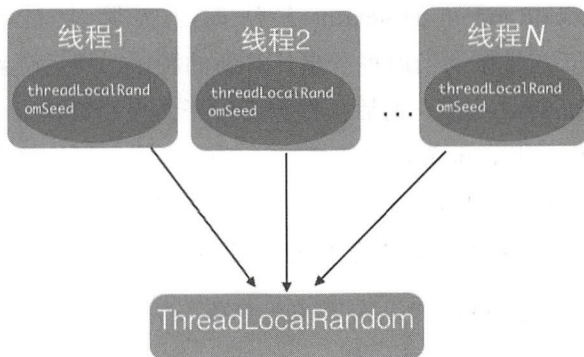 线程1
线程2
线程N
threadLocalRand
omSeed
threadLocalRand
omSeed
...
threadLocalRand
omSeed
ThreadLocalRandom